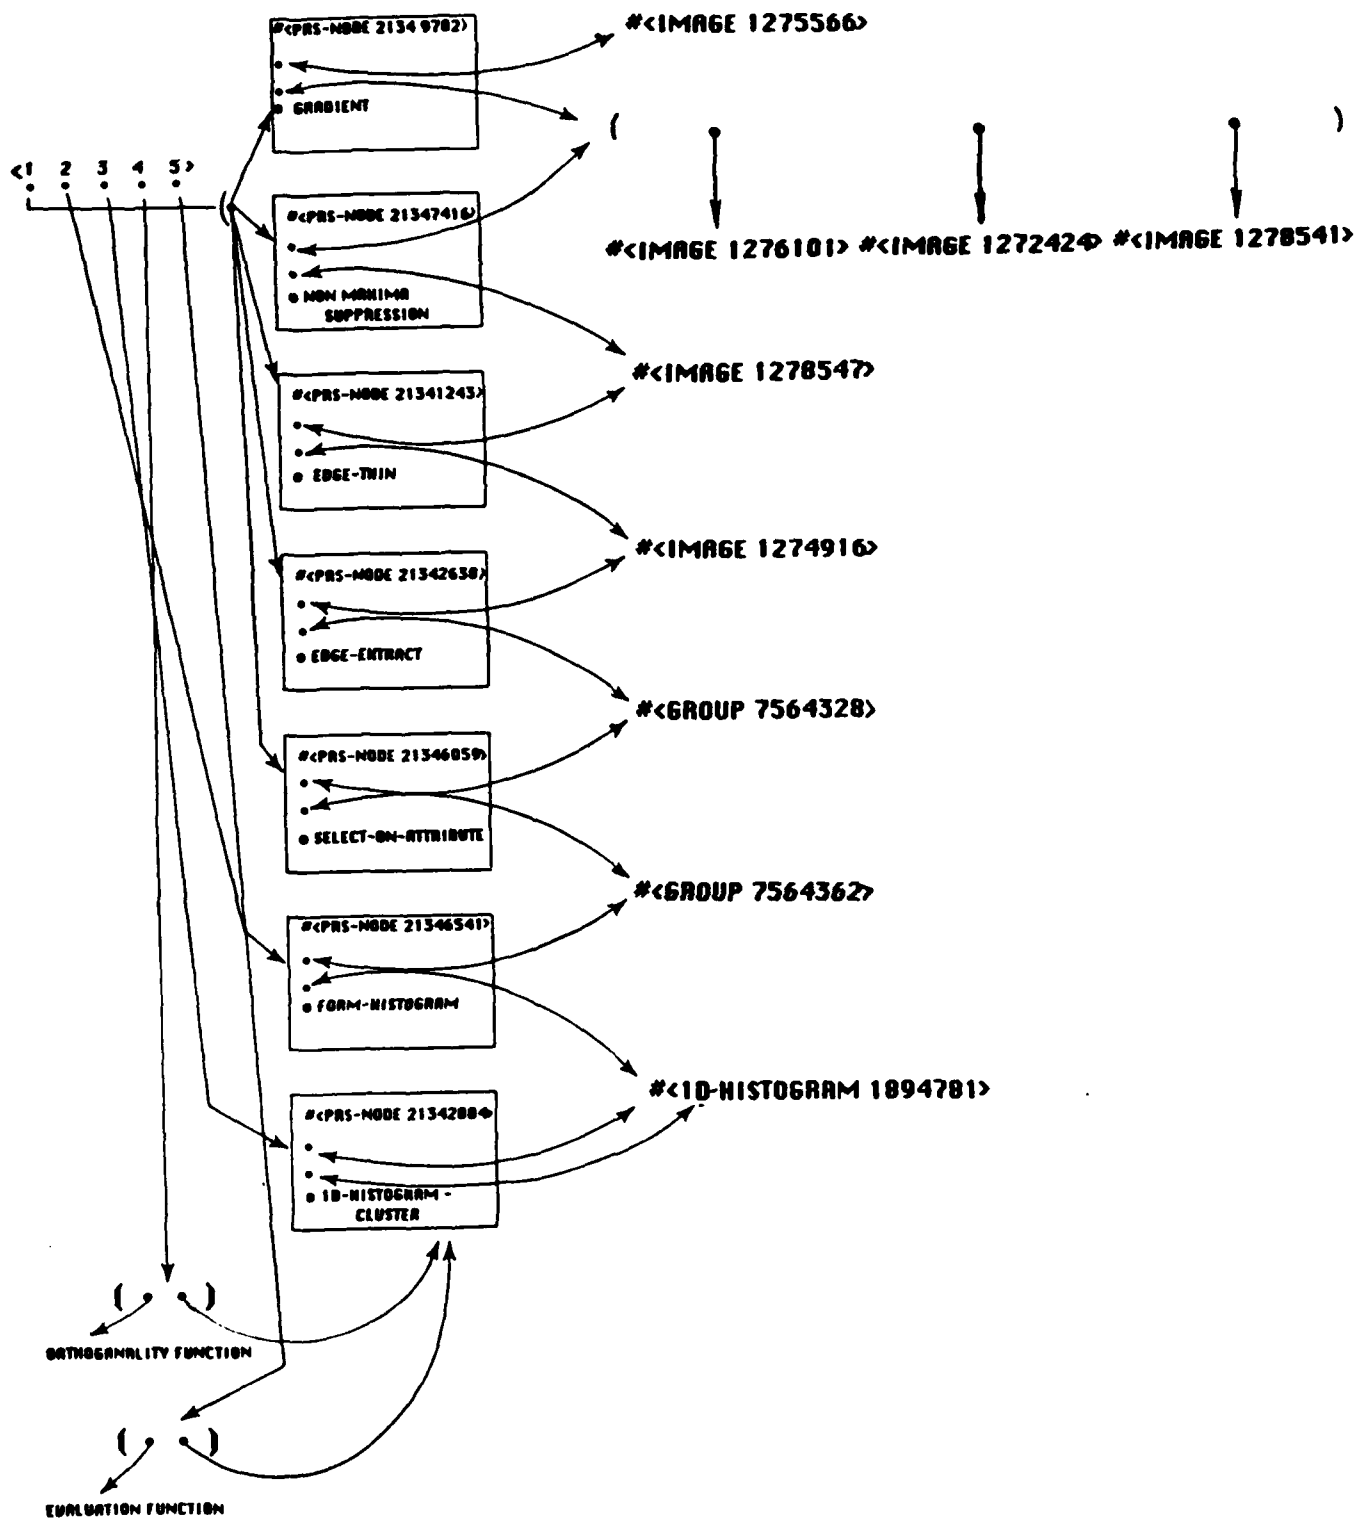 #<PRS-NODE 21349782>
GRADIENT
#<IMAGE 1275566>
( )
#<IMAGE 1276101> #<IMAGE 1272424> #<IMAGE 1278541>
<1 2 3 4 5>
(
#<PRS-NODE 21347416>
NON MAXIMA
SUPPRESSION
#<IMAGE 1278547>
#<PRS-NODE 21341243>
EDGE-THIN
#<IMAGE 1274916>
#<PRS-NODE 21342638>
EDGE-EXTRACT
#<GROUP 7564328>
#<PRS-NODE 21346059>
SELECT-ON-ATTRIBUTE
#<GROUP 7564362>
#<PRS-NODE 21346541>
FORM-HISTOGRAM
#<1D-HISTOGRAM 1894781>
#<PRS-NODE 21342884>
1D-HISTOGRAM-
CLUSTER
( )
ORTHOGANALITY FUNCTION
( )
EVALUATION FUNCTION